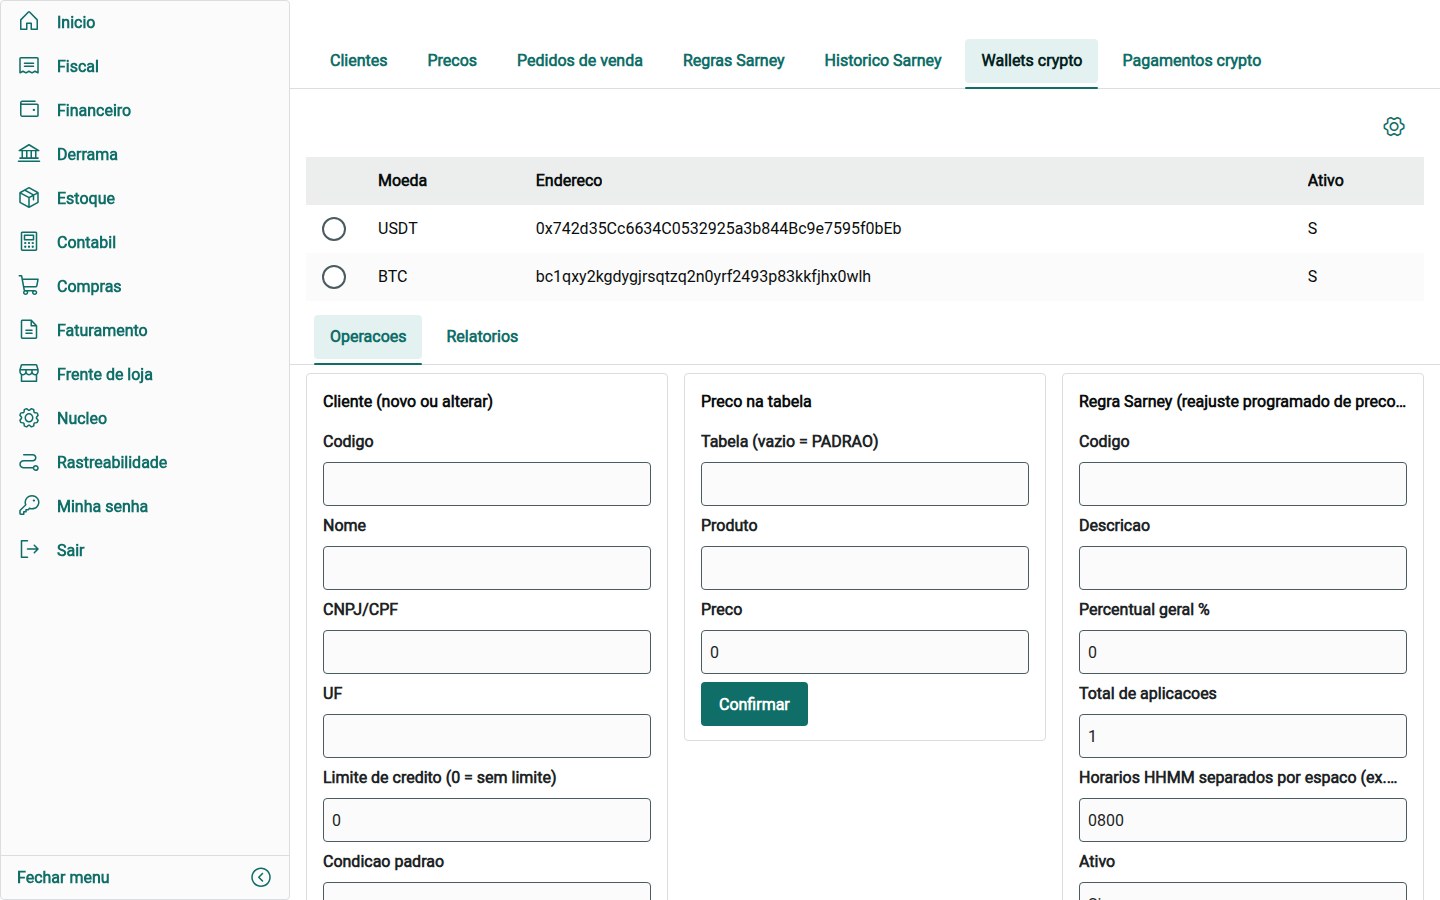 Inicio
Fiscal
Financeiro
Derrama
Estoque
Contabil
Compras
Faturamento
Frente de loja
Nucleo
Rastreabilidade
Minha senha
Sair
Fechar menu
Clientes Precos Pedidos de venda Regras Sarney Historico Sarney Wallets crypto Pagamentos crypto
Moeda Endereco Ativo
USDT 0x742d35Cc6634C0532925a3b844Bc9e7595f0bEb S
BTC bc1qxy2kgdygjrsqtzq2n0yrf2493p83kkfjhx0wlh S
Operacoes Relatorios
Cliente (novo ou alterar)
Codigo
Nome
CNPJ/CPF
UF
Limite de credito (0 = sem limite)
0
Condicao padrao
Preco na tabela
Tabela (vazio = PADRAO)
Produto
Preco
0
Confirmar
Regra Sarney (reajuste programado de preco...
Codigo
Descricao
Percentual geral %
0
Total de aplicacoes
1
Horarios HHMM separados por espaco (ex....
0800
Ativo